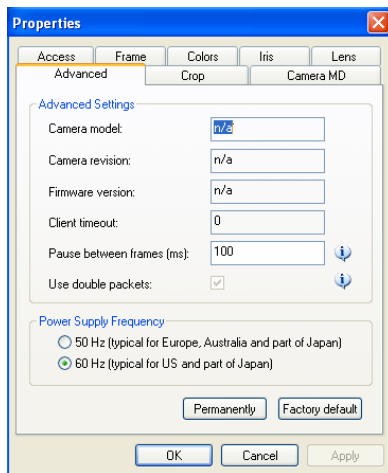 Properties
Access Frame Colors Iris Lens
Advanced Crop Camera MD
Advanced Settings
Camera model: n/a
Camera revision: n/a
Firmware version: n/a
Client timeout: 0
Pause between frames (ms): 100
Use double packets:
Power Supply Frequency
50 Hz (typical for Europe, Australia and part of Japan)
60 Hz (typical for US and part of Japan)
Permanently Factory default
OK Cancel Apply